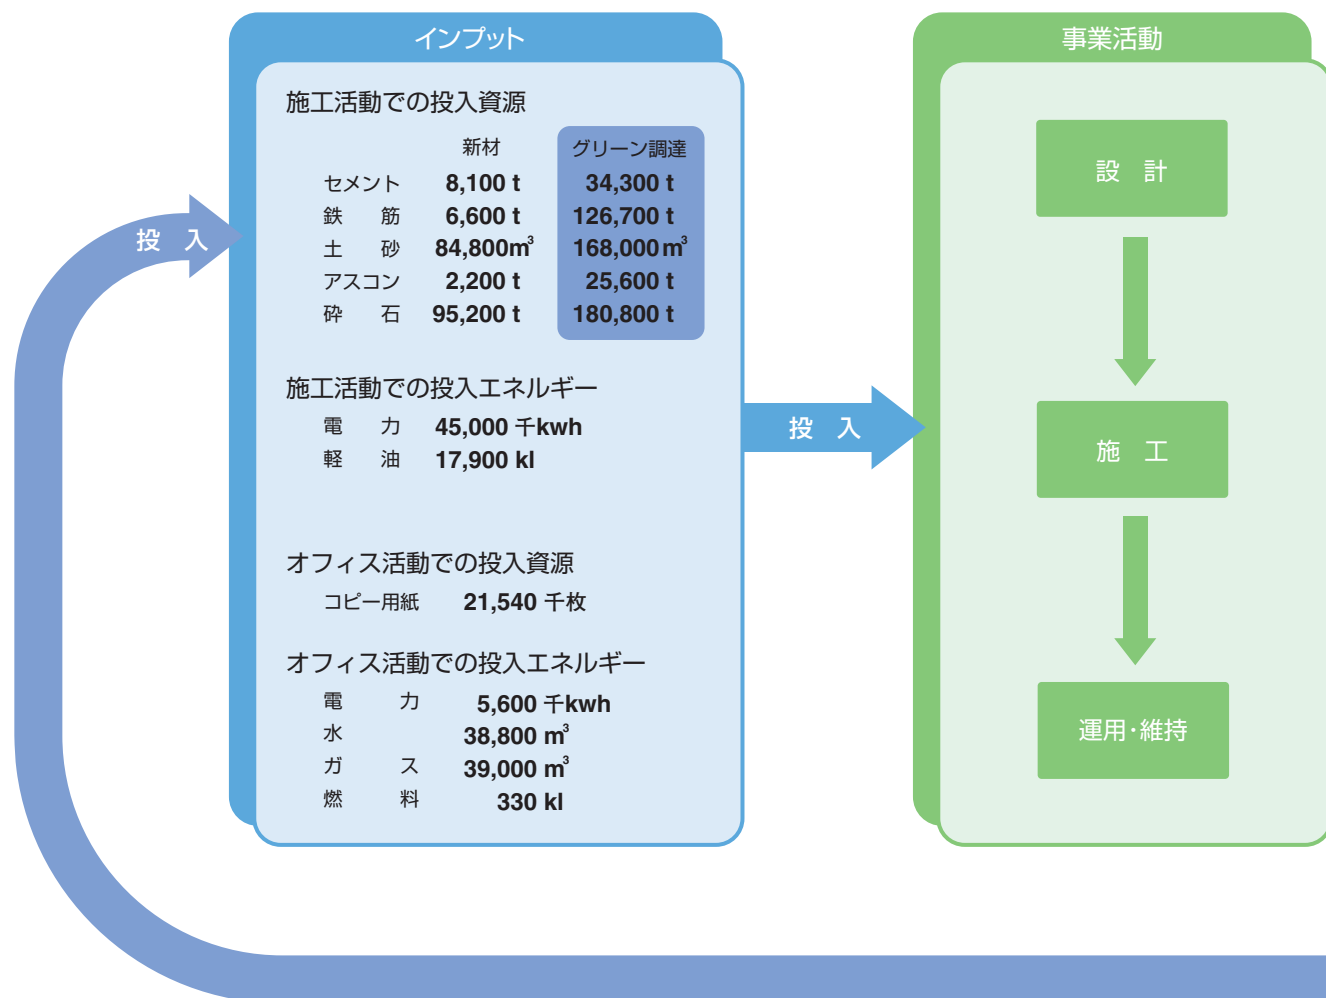 インプット
施工活動での投入資源
新材 グリーン調達
セメント 8,100 t 34,300 t
鉄 筋 6,600 t 126,700 t
土 砂 84,800m³ 168,000m³
アスコン 2,200 t 25,600 t
砕 石 95,200 t 180,800 t
施工活動での投入エネルギー
電 力 45,000 千kwh
軽 油 17,900 kl
オフィス活動での投入資源
コピー用紙 21,540 千枚
オフィス活動での投入エネルギー
電 力 5,600 千kwh
水 38,800 m³
ガ ス 39,000 m³
燃 料 330 kl
投 入
投 入
事業活動
設 計
施 工
運用・維持